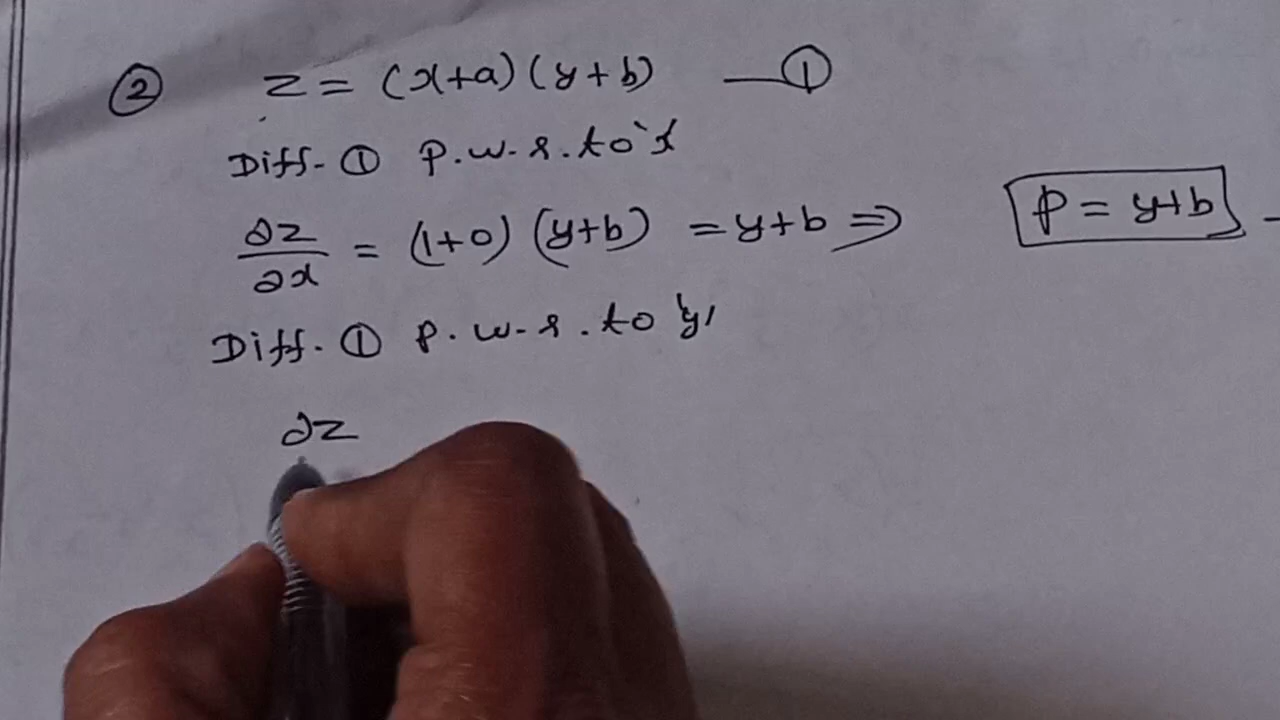 ② z = (x+a)(y+b) —①
Diff. ① p.w.r.to 'x'
∂z/∂x = (1+0)(y+b) = y+b ⇒ p = y+b
Diff. ① p.w.r.to 'y'
∂z